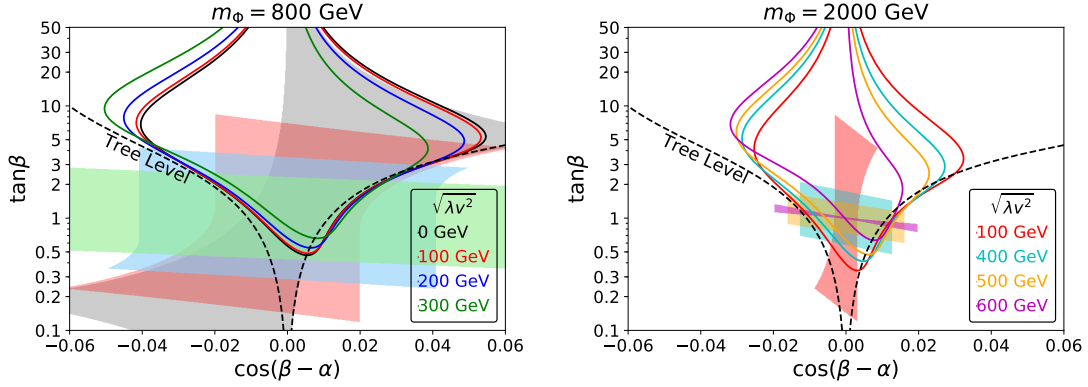 m_Φ = 800 GeV
50
30
20
10
5
4
3
2
1
0.5
0.3
0.2
0.1
tanβ
Tree Level
√λv²
0 GeV
100 GeV
200 GeV
300 GeV
−0.06 −0.04 −0.02 0.00 0.02 0.04 0.06
cos(β − α)
m_Φ = 2000 GeV
50
30
20
10
5
4
3
2
1
0.5
0.3
0.2
0.1
tanβ
Tree Level
√λv²
100 GeV
400 GeV
500 GeV
600 GeV
−0.06 −0.04 −0.02 0.00 0.02 0.04 0.06
cos(β − α)